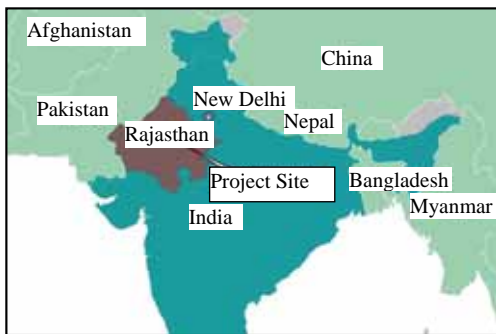 Afghanistan
China
New Delhi
Pakistan
Nepal
Rajasthan
Project Site
Bangladesh
Myanmar
India